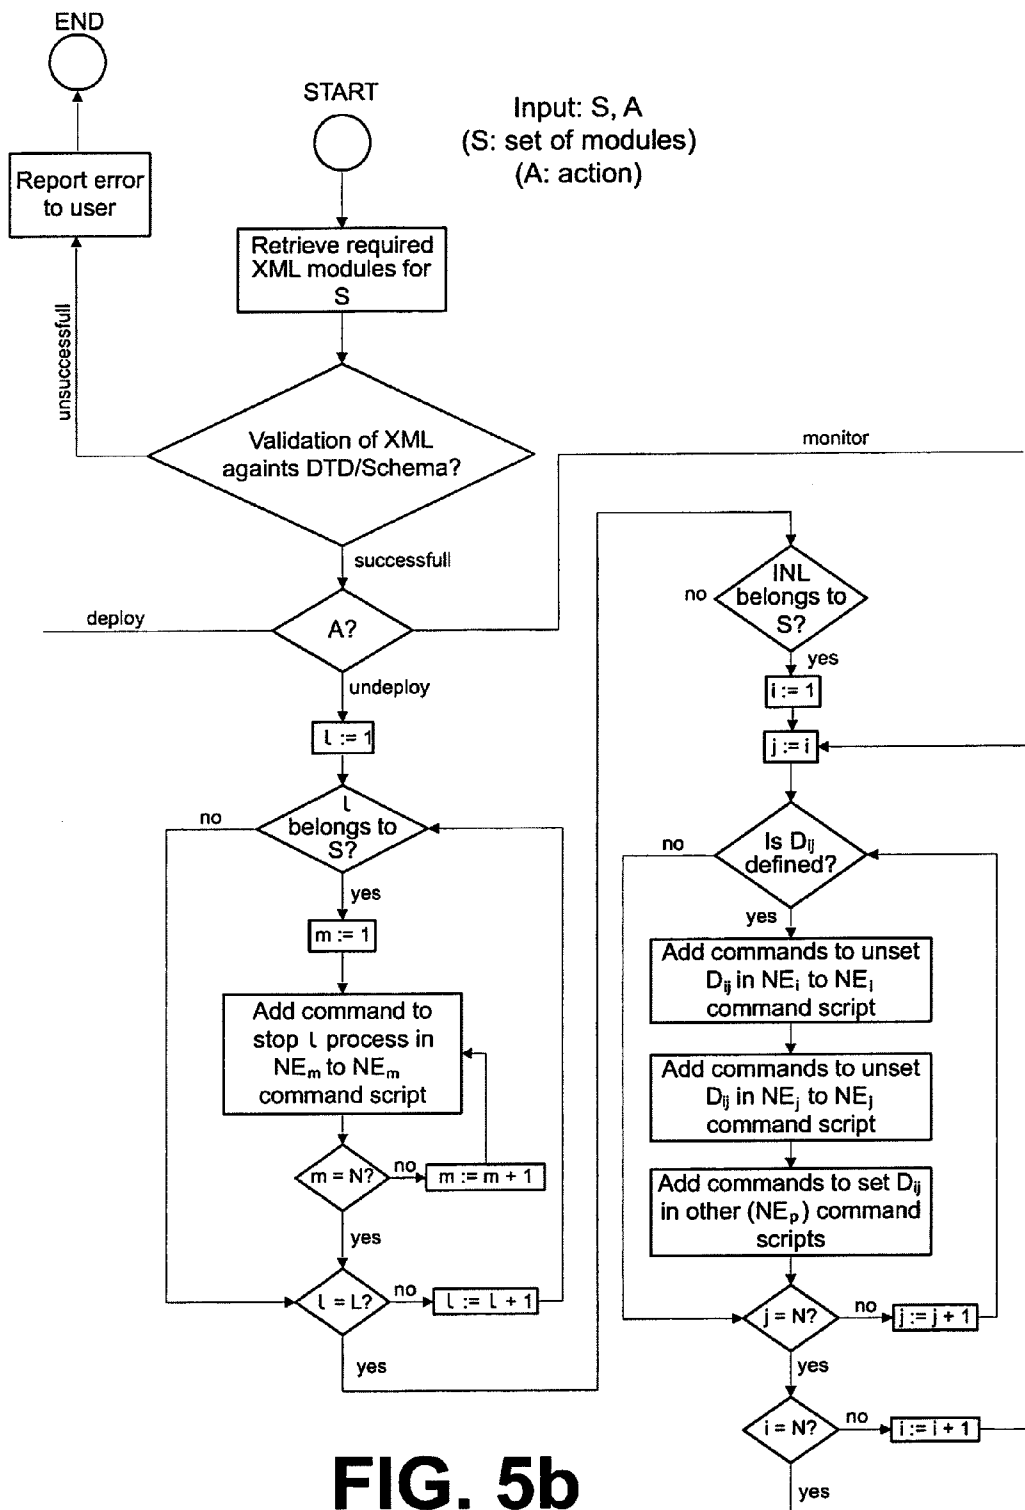 END
START
Input: S, A
(S: set of modules)
(A: action)
Report error
to user
Retrieve required
XML modules for
S
unsuccessfull
Validation of XML
againts DTD/Schema?
monitor
successfull
deploy
A?
undeploy
l := 1
l
belongs to
S?
no
yes
m := 1
Add command to
stop l process in
NEm to NEm
command script
m = N?
no
m := m + 1
yes
l = L?
no
l := l + 1
yes
INL
belongs to
S?
no
yes
i := 1
j := i
Is Dij
defined?
no
yes
Add commands to unset
Dij in NEi to NEi
command script
Add commands to unset
Dij in NEj to NEj
command script
Add commands to set Dij
in other (NEp) command
scripts
j = N?
no
j := j + 1
yes
i = N?
no
i := i + 1
yes
FIG. 5b